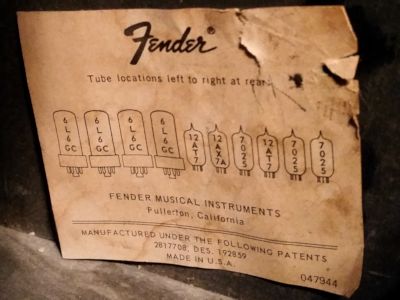 Fender®
Tube locations left to right at rear
6L6GC 6L6GC 6L6GC 6L6GC 12AT7 12AX7A 7025 12AT7 7025 7025
FENDER MUSICAL INSTRUMENTS
Fullerton, California
MANUFACTURED UNDER THE FOLLOWING PATENTS
2817708, DES. 192859
MADE IN U.S.A.
047944